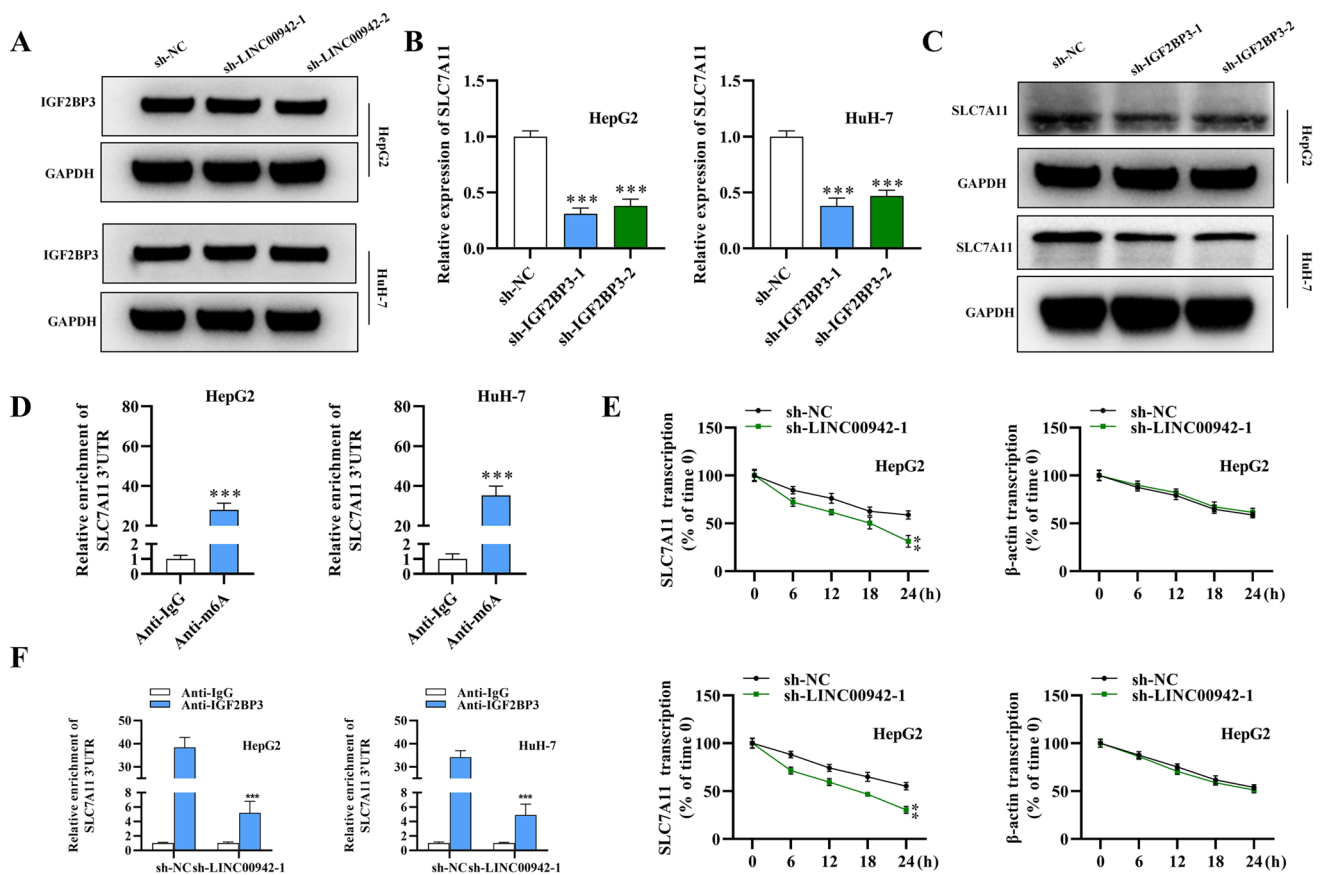 A
sh-NC
sh-LINC00942-1
sh-LINC00942-2
IGF2BP3
GAPDH
HepG2
IGF2BP3
GAPDH
HuH-7
B
Relative expression of SLC7A11
1.5
1.0
0.5
0.0
HepG2
***
***
sh-NC
sh-IGF2BP3-1
sh-IGF2BP3-2
Relative expression of SLC7A11
1.5
1.0
0.5
0.0
HuH-7
***
***
sh-NC
sh-IGF2BP3-1
sh-IGF2BP3-2
C
sh-NC
sh-IGF2BP3-1
sh-IGF2BP3-2
SLC7A11
GAPDH
HepG2
SLC7A11
GAPDH
HuH-7
D
Relative enrichment of
SLC7A11 3'UTR
HepG2
80
60
40
20
2
1
0
***
Anti-IgG
Anti-m6A
Relative enrichment of
SLC7A11 3'UTR
HuH-7
80
60
40
20
2
1
0
***
Anti-IgG
Anti-m6A
E
sh-NC
sh-LINC00942-1
HepG2
SLC7A11 transcription
(% of time 0)
150
100
50
0
**
0 6 12 18 24 (h)
sh-NC
sh-LINC00942-1
HepG2
β-actin transcription
(% of time 0)
150
100
50
0
0 6 12 18 24 (h)
sh-NC
sh-LINC00942-1
HepG2
SLC7A11 transcription
(% of time 0)
150
100
50
0
**
0 6 12 18 24 (h)
sh-NC
sh-LINC00942-1
HepG2
β-actin transcription
(% of time 0)
150
100
50
0
0 6 12 18 24 (h)
F
Anti-IgG
Anti-IGF2BP3
Relative enrichment of
SLC7A11 3'UTR
50
40
30
8
6
4
2
0
HepG2
***
sh-NC sh-LINC00942-1
Anti-IgG
Anti-IGF2BP3
Relative enrichment of
SLC7A11 3'UTR
50
40
30
8
6
4
2
0
HuH-7
***
sh-NC sh-LINC00942-1